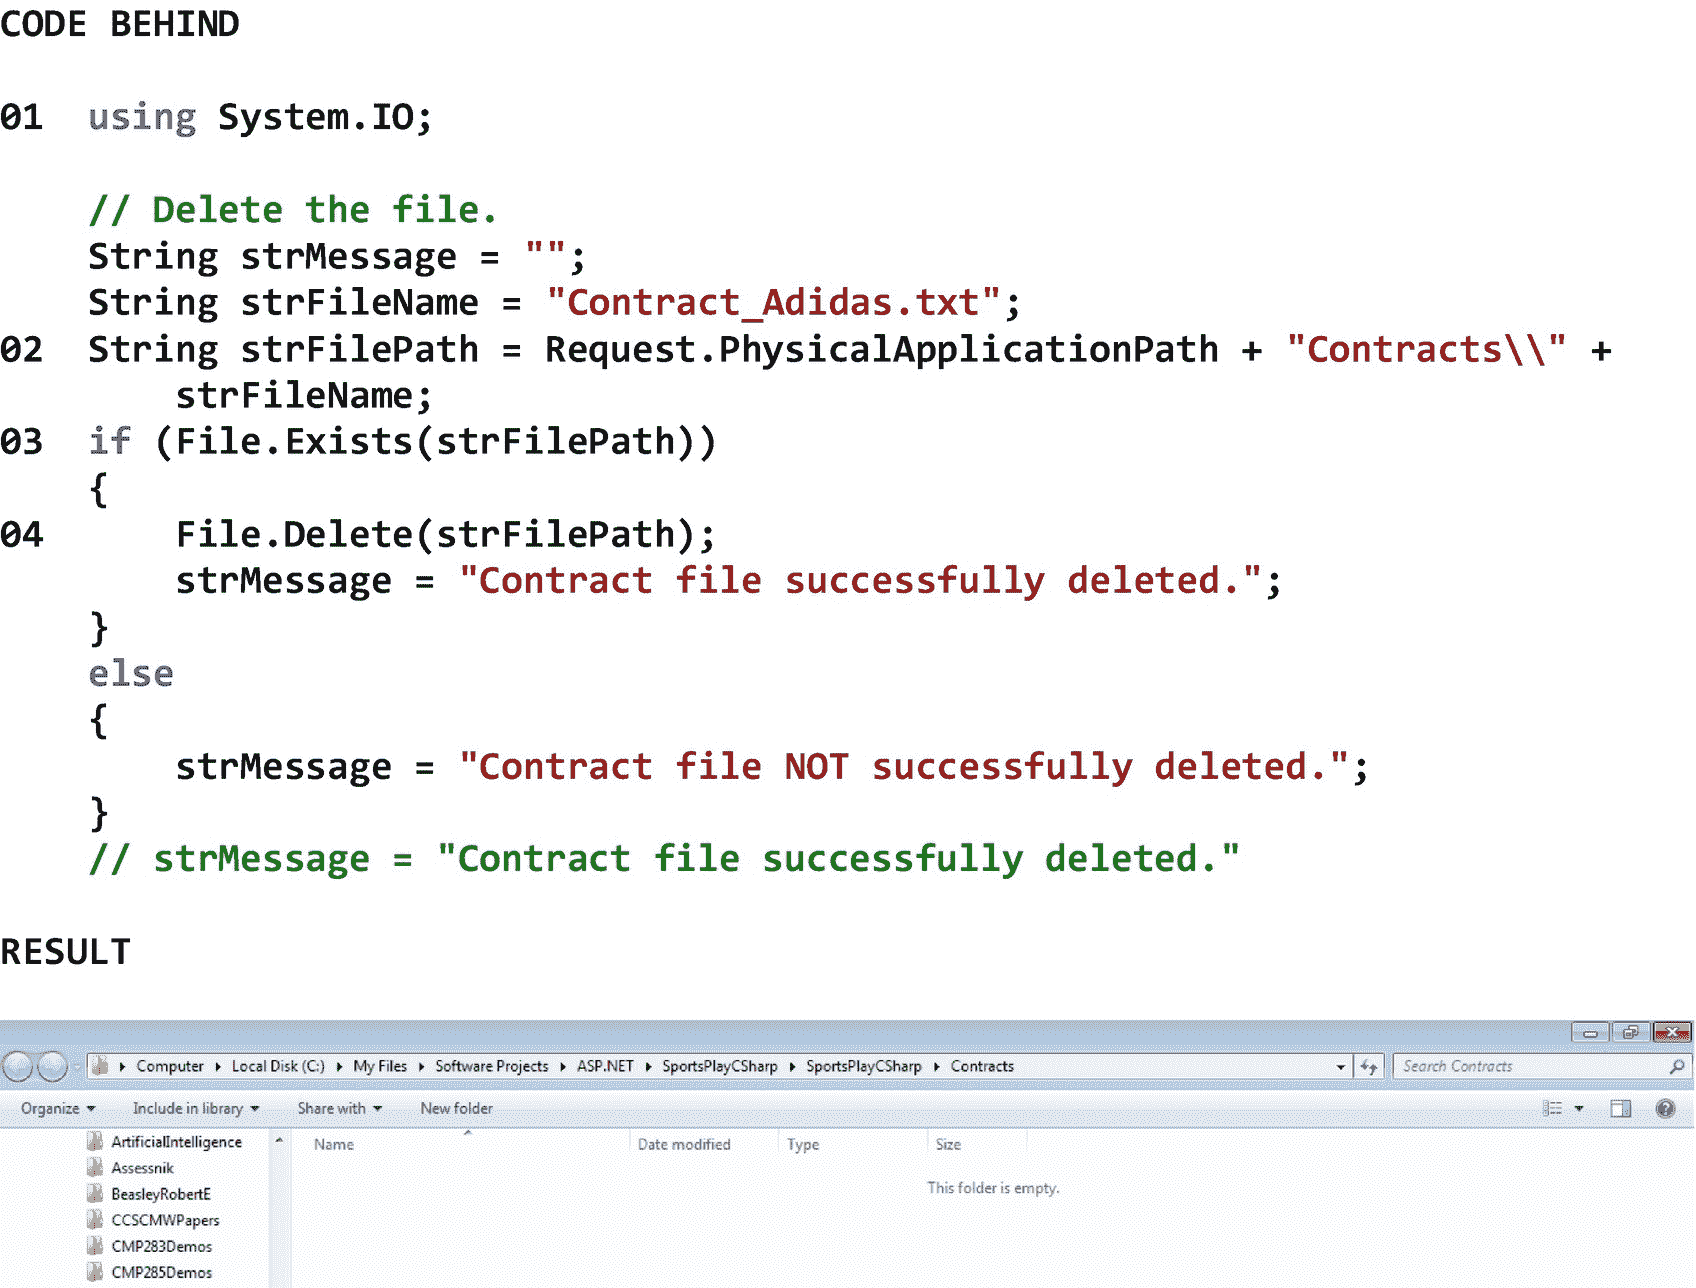 CODE BEHIND
01 using System.IO;
// Delete the file.
String strMessage = "";
String strFileName = "Contract_Adidas.txt";
02 String strFilePath = Request.PhysicalApplicationPath + "Contracts\\" +
strFileName;
03 if (File.Exists(strFilePath))
{
04 File.Delete(strFilePath);
strMessage = "Contract file successfully deleted.";
}
else
{
strMessage = "Contract file NOT successfully deleted.";
}
// strMessage = "Contract file successfully deleted."
RESULT
Computer Local Disk (C:) My Files Software Projects ASP.NET SportsPlayCSharp SportsPlayCSharp Contracts Search Contracts
Organize Include in library Share with New folder
Name Date modified Type Size
This folder is empty.
ArtificialIntelligence
Assessnik
BeasleyRobertE
CCSCMWPapers
CMP283Demos
CMP285Demos